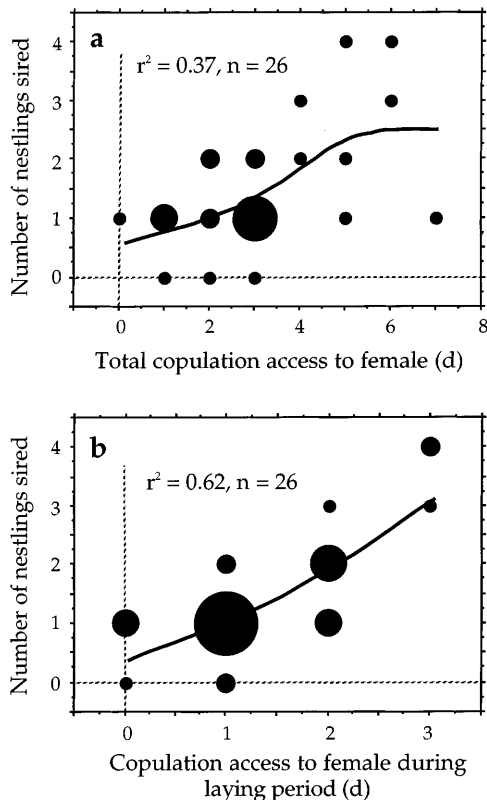 a
r² = 0.37, n = 26
Number of nestlings sired
4
3
2
1
0
0 2 4 6 8
Total copulation access to female (d)
b
r² = 0.62, n = 26
Number of nestlings sired
4
3
2
1
0
0 1 2 3
Copulation access to female during
laying period (d)